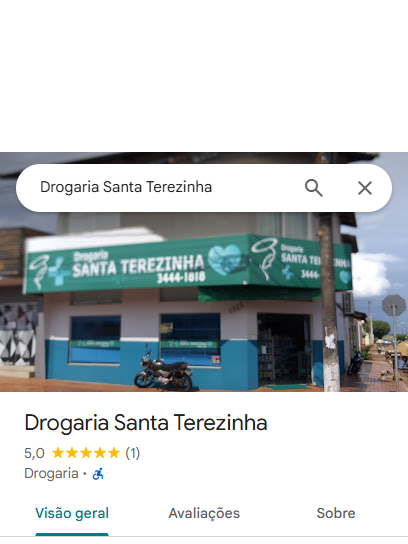 Drogaria Santa Terezinha
Drogaria
SANTA TEREZINHA
3444-1818
Drogaria
SANTA TEREZINHA
3444-
Drogaria Santa Terezinha
5,0 ★★★★★ (1)
Drogaria ·
Visão geral
Avaliações
Sobre